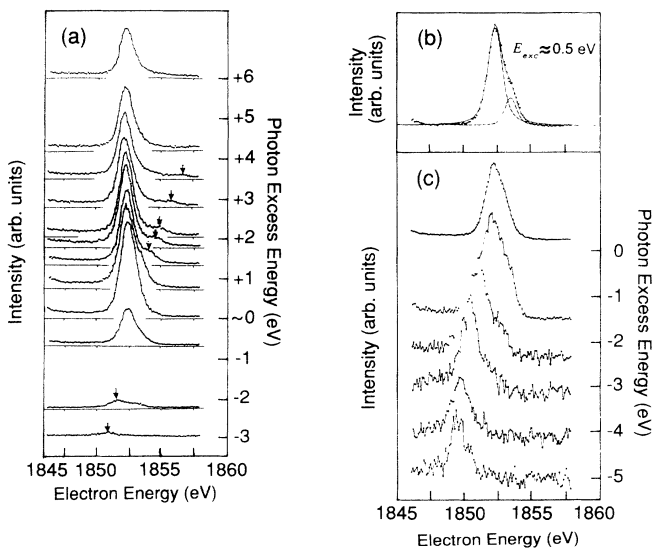 (a)
+6
+5
+4
+3
+2
+1
~0
-1
-2
-3
Intensity (arb. units)
Photon Excess Energy (eV)
1845 1850 1855 1860
Electron Energy (eV)
(b)
E_exc≈0.5 eV
Intensity
(arb. units)
(c)
0
-1
-2
-3
-4
-5
Intensity (arb. units)
Photon Excess Energy (eV)
1845 1850 1855 1860
Electron Energy (eV)